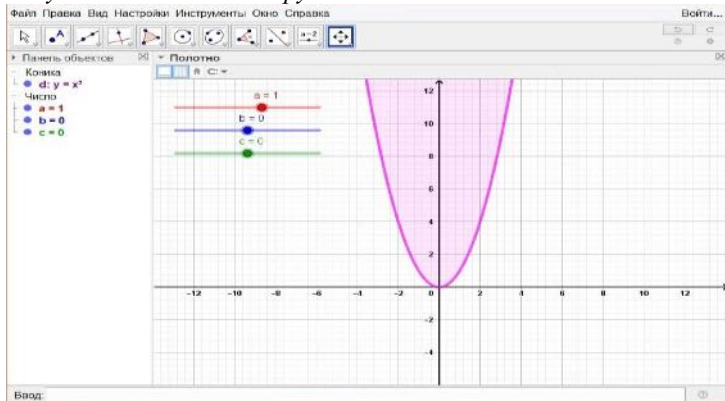 Файл Правка Вид Настройки Инструменты Окно Справка
Войти...
a=2
Панель объектов
Полотно
Коника
d: y = x²
Число
a = 1
b = 0
c = 0
a = 1
b = 0
c = 0
12
10
8
6
4
2
0
-2
-4
-12 -10 -8 -6 -4 -2 2 4 6 8 10 12
Ввод: